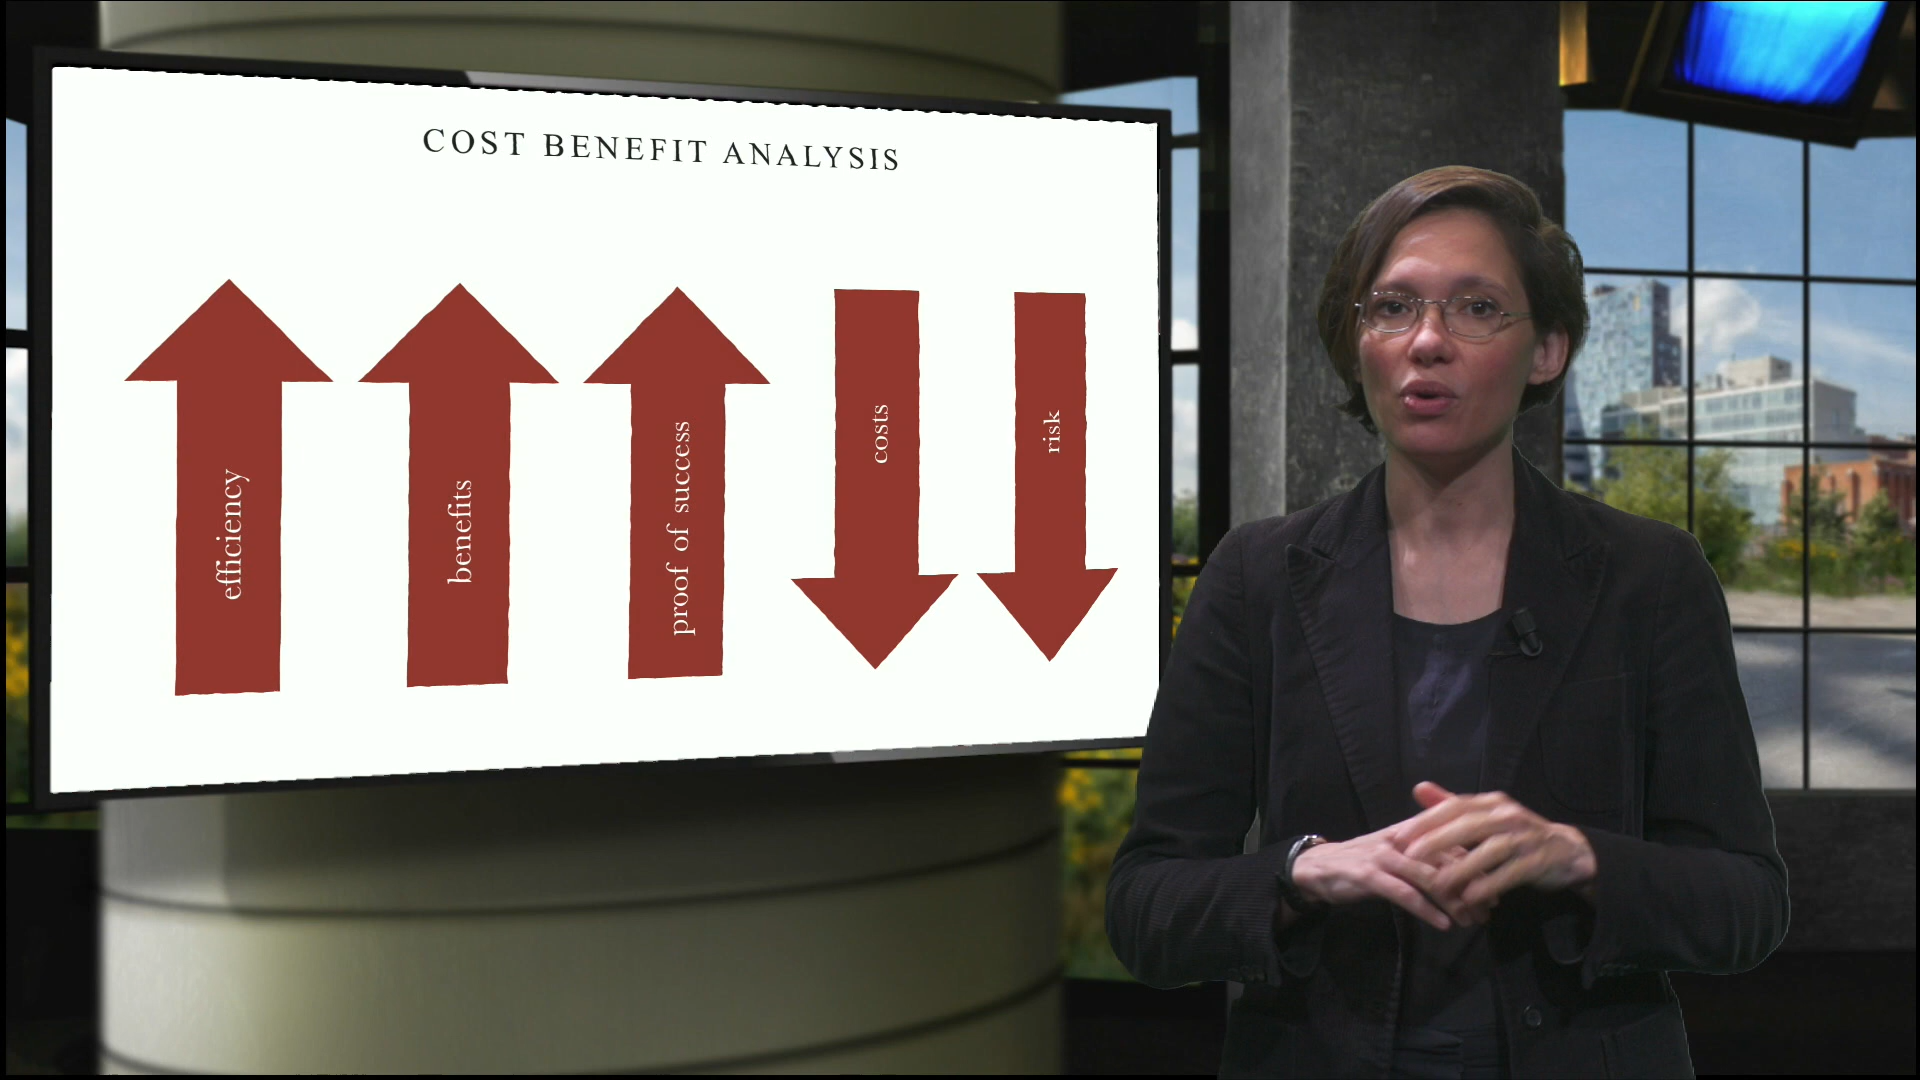 COST BENEFIT ANALYSIS
efficiency
benefits
proof of success
costs
risk